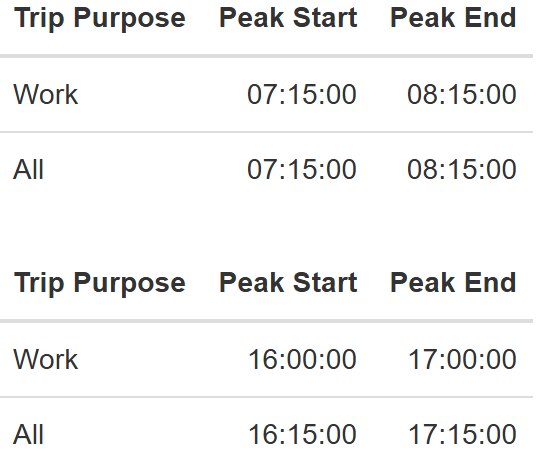 Trip Purpose Peak Start Peak End
Work 07:15:00 08:15:00
All 07:15:00 08:15:00
Trip Purpose Peak Start Peak End
Work 16:00:00 17:00:00
All 16:15:00 17:15:00